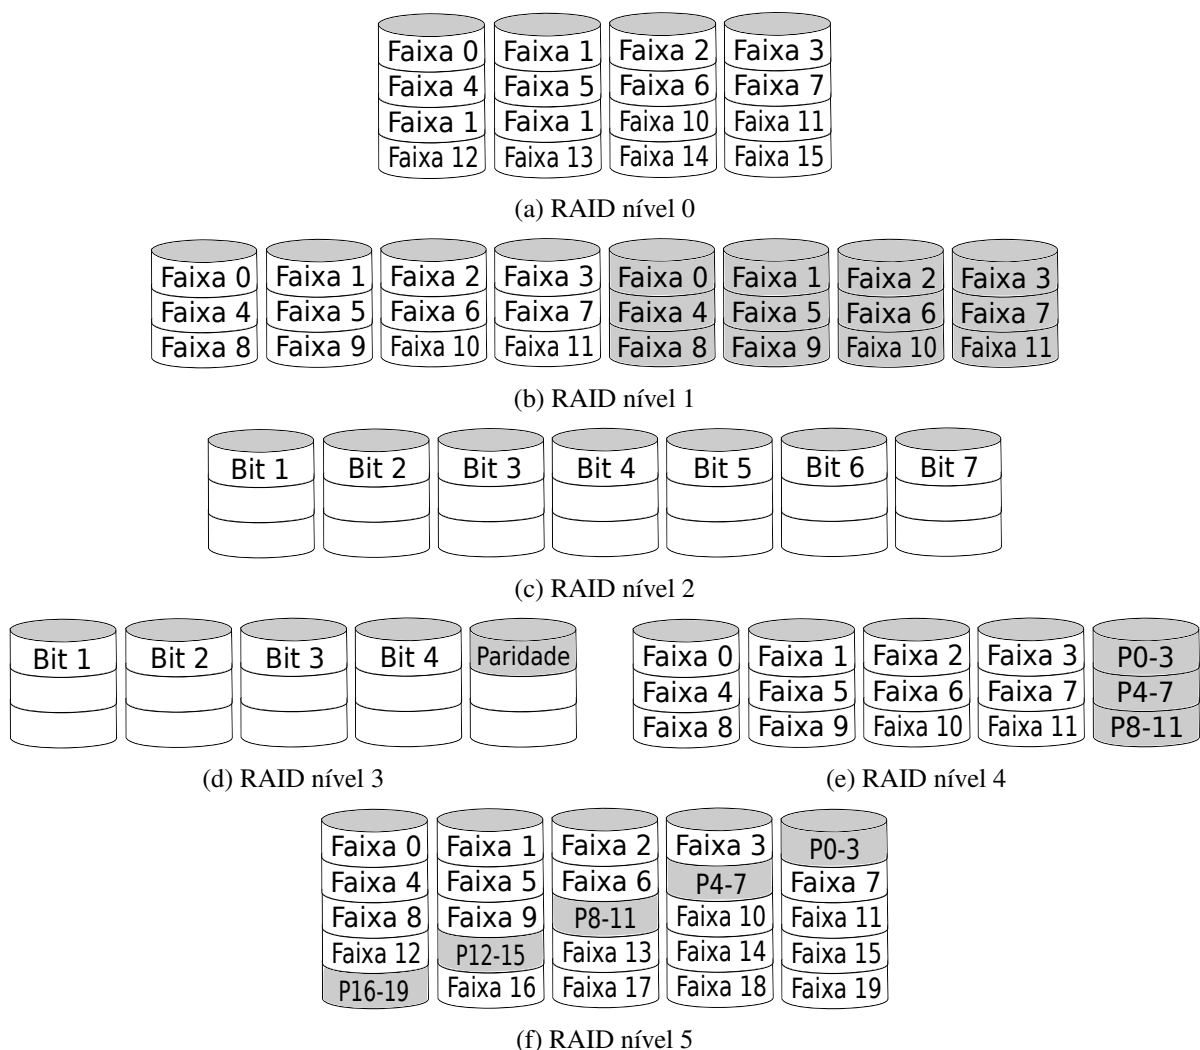 Faixa 0 Faixa 1 Faixa 2 Faixa 3
Faixa 4 Faixa 5 Faixa 6 Faixa 7
Faixa 1 Faixa 1 Faixa 10 Faixa 11
Faixa 12 Faixa 13 Faixa 14 Faixa 15
(a) RAID nível 0
Faixa 0 Faixa 1 Faixa 2 Faixa 3 Faixa 0 Faixa 1 Faixa 2 Faixa 3
Faixa 4 Faixa 5 Faixa 6 Faixa 7 Faixa 4 Faixa 5 Faixa 6 Faixa 7
Faixa 8 Faixa 9 Faixa 10 Faixa 11 Faixa 8 Faixa 9 Faixa 10 Faixa 11
(b) RAID nível 1
Bit 1 Bit 2 Bit 3 Bit 4 Bit 5 Bit 6 Bit 7
(c) RAID nível 2
Bit 1 Bit 2 Bit 3 Bit 4 Paridade
(d) RAID nível 3
Faixa 0 Faixa 1 Faixa 2 Faixa 3 P0-3
Faixa 4 Faixa 5 Faixa 6 Faixa 7 P4-7
Faixa 8 Faixa 9 Faixa 10 Faixa 11 P8-11
(e) RAID nível 4
Faixa 0 Faixa 1 Faixa 2 Faixa 3 P0-3
Faixa 4 Faixa 5 Faixa 6 P4-7 Faixa 7
Faixa 8 Faixa 9 P8-11 Faixa 10 Faixa 11
Faixa 12 P12-15 Faixa 13 Faixa 14 Faixa 15
P16-19 Faixa 16 Faixa 17 Faixa 18 Faixa 19
(f) RAID nível 5